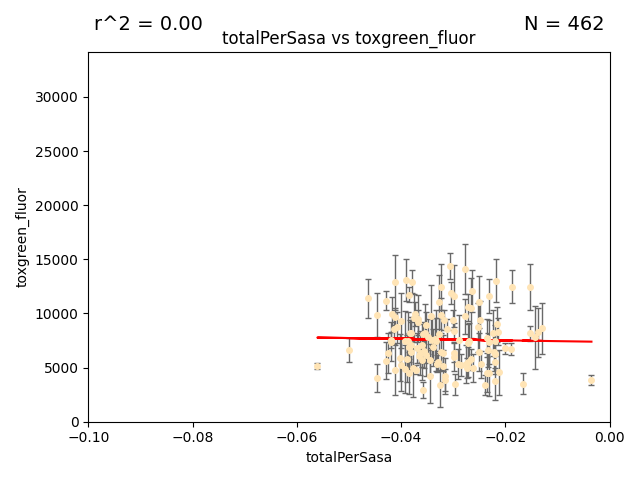 r^2 = 0.00
N = 462
totalPerSasa vs toxgreen_fluor
30000
25000
20000
15000
10000
5000
0
toxgreen_fluor
−0.10
−0.08
−0.06
−0.04
−0.02
0.00
totalPerSasa